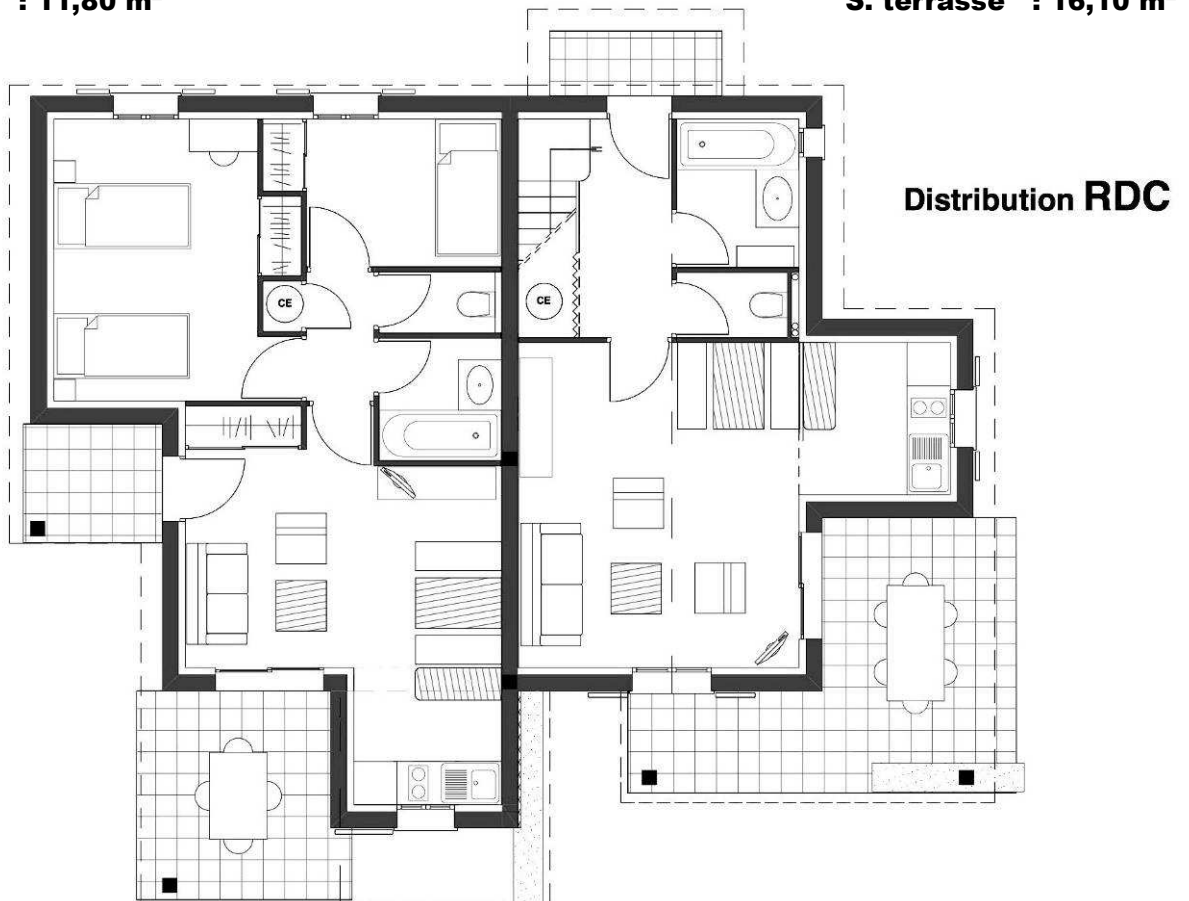 : 11,80 m²
S. terrasse : 16,10 m²
Distribution RDC
CE
CE